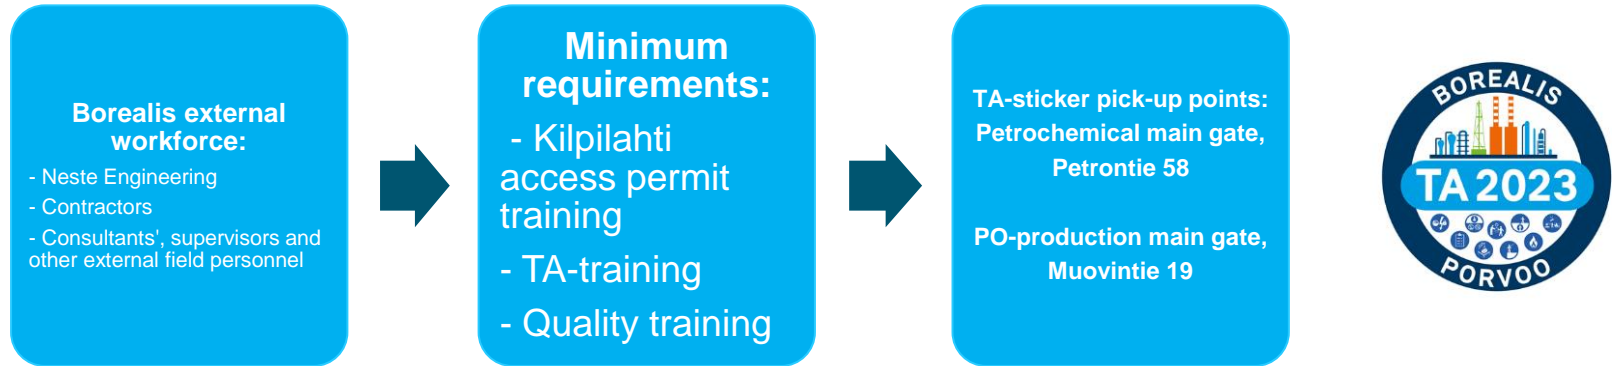 Borealis external
workforce:
- Neste Engineering
- Contractors
- Consultants', supervisors and
other external field personnel
Minimum
requirements:
- Kilpilahti
access permit
training
- TA-training
- Quality training
TA-sticker pick-up points:
Petrochemical main gate,
Petrontie 58
PO-production main gate,
Muovintie 19
BOREALIS
TA 2023
PORVOO